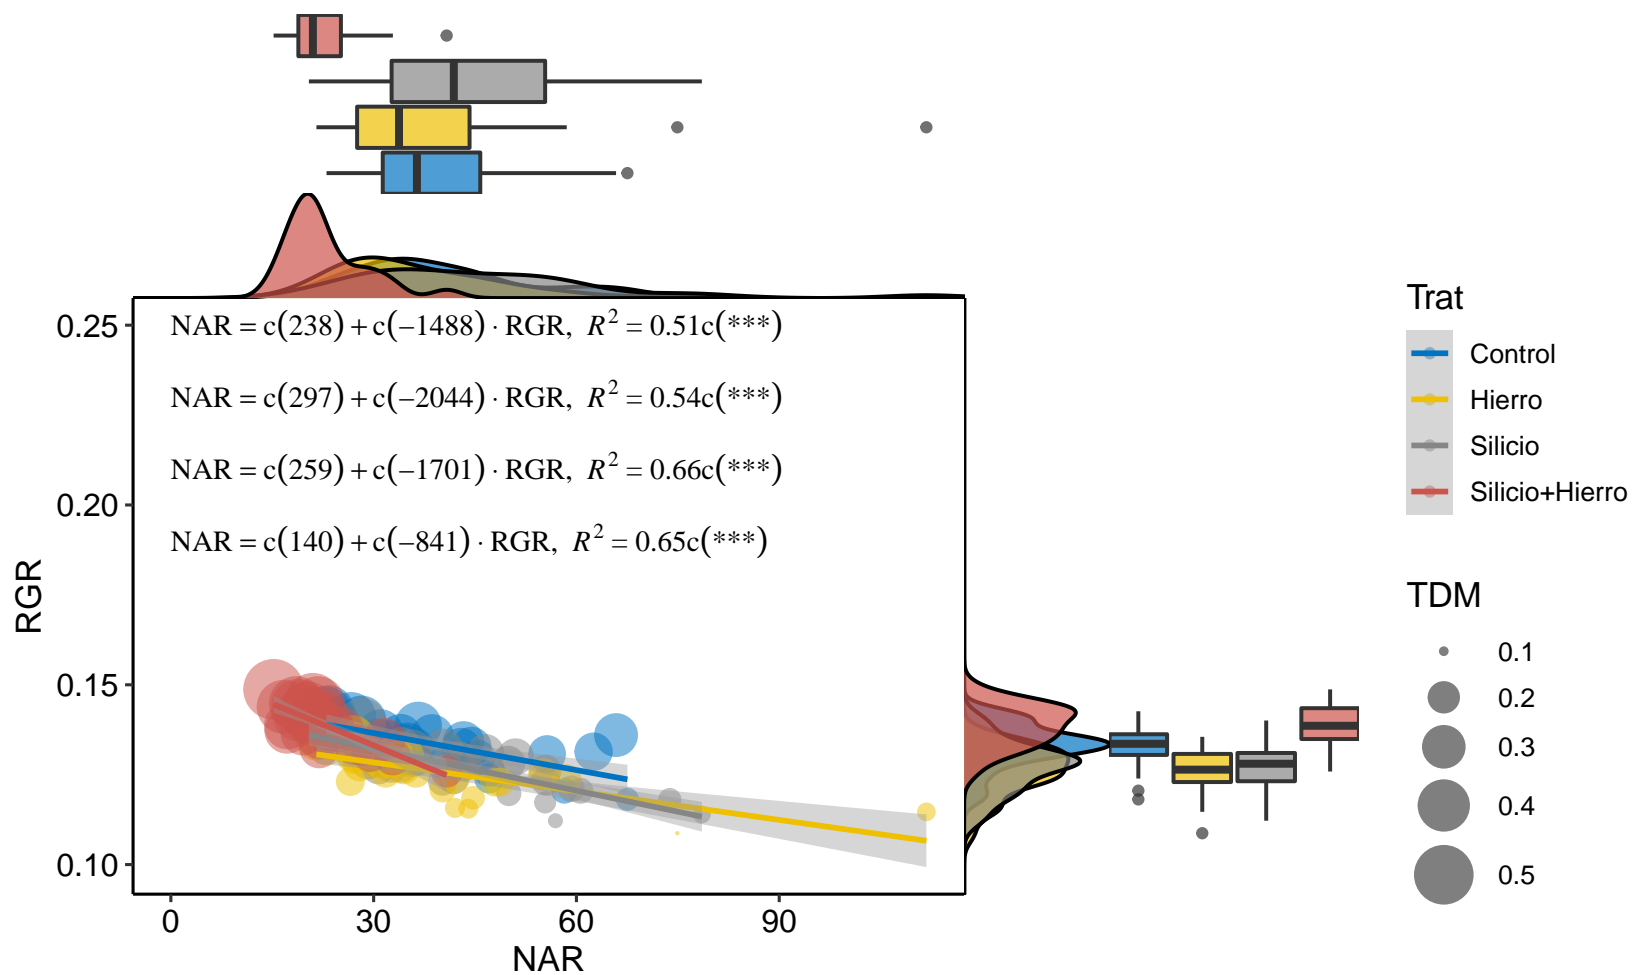 0.25
0.20
0.15
0.10
RGR
NAR = c(238) + c(−1488) · RGR, R² = 0.51c(***)
NAR = c(297) + c(−2044) · RGR, R² = 0.54c(***)
NAR = c(259) + c(−1701) · RGR, R² = 0.66c(***)
NAR = c(140) + c(−841) · RGR, R² = 0.65c(***)
0 30 60 90
NAR
Trat
Control
Hierro
Silicio
Silicio+Hierro
TDM
0.1
0.2
0.3
0.4
0.5